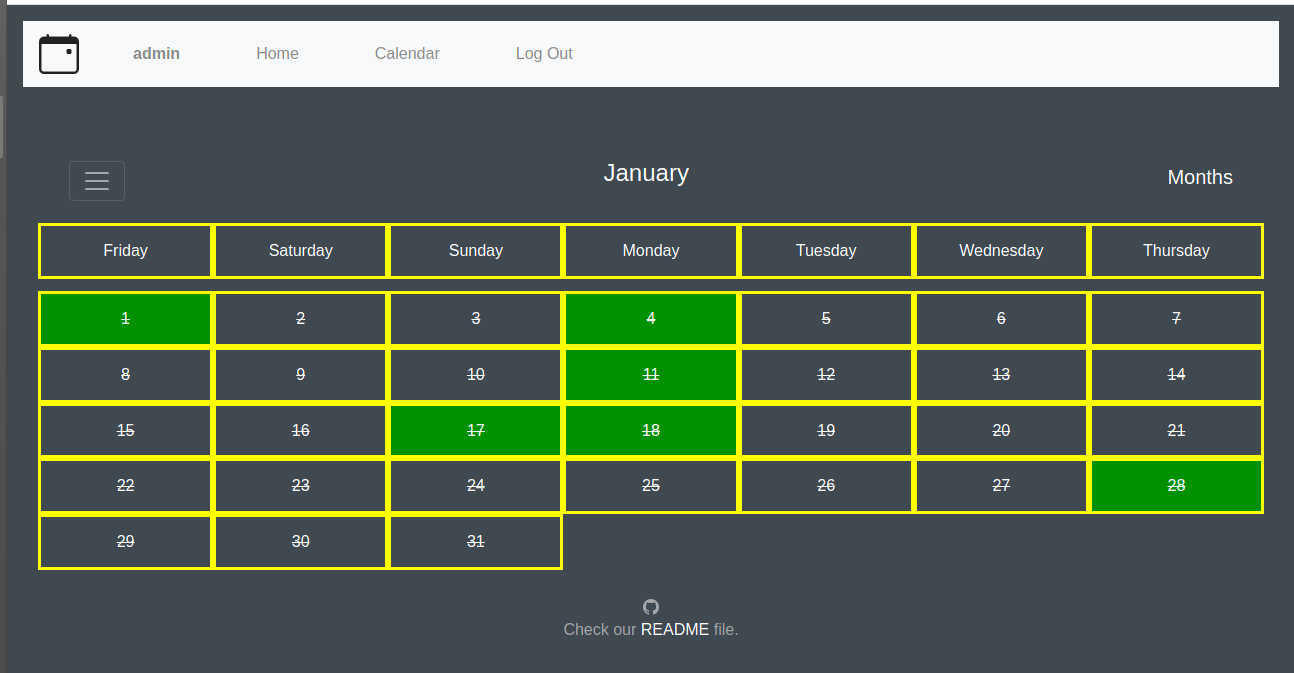 admin Home Calendar Log Out
January
Months
Friday Saturday Sunday Monday Tuesday Wednesday Thursday
1 2 3 4 5 6 7
8 9 10 11 12 13 14
15 16 17 18 19 20 21
22 23 24 25 26 27 28
29 30 31
Check our README file.